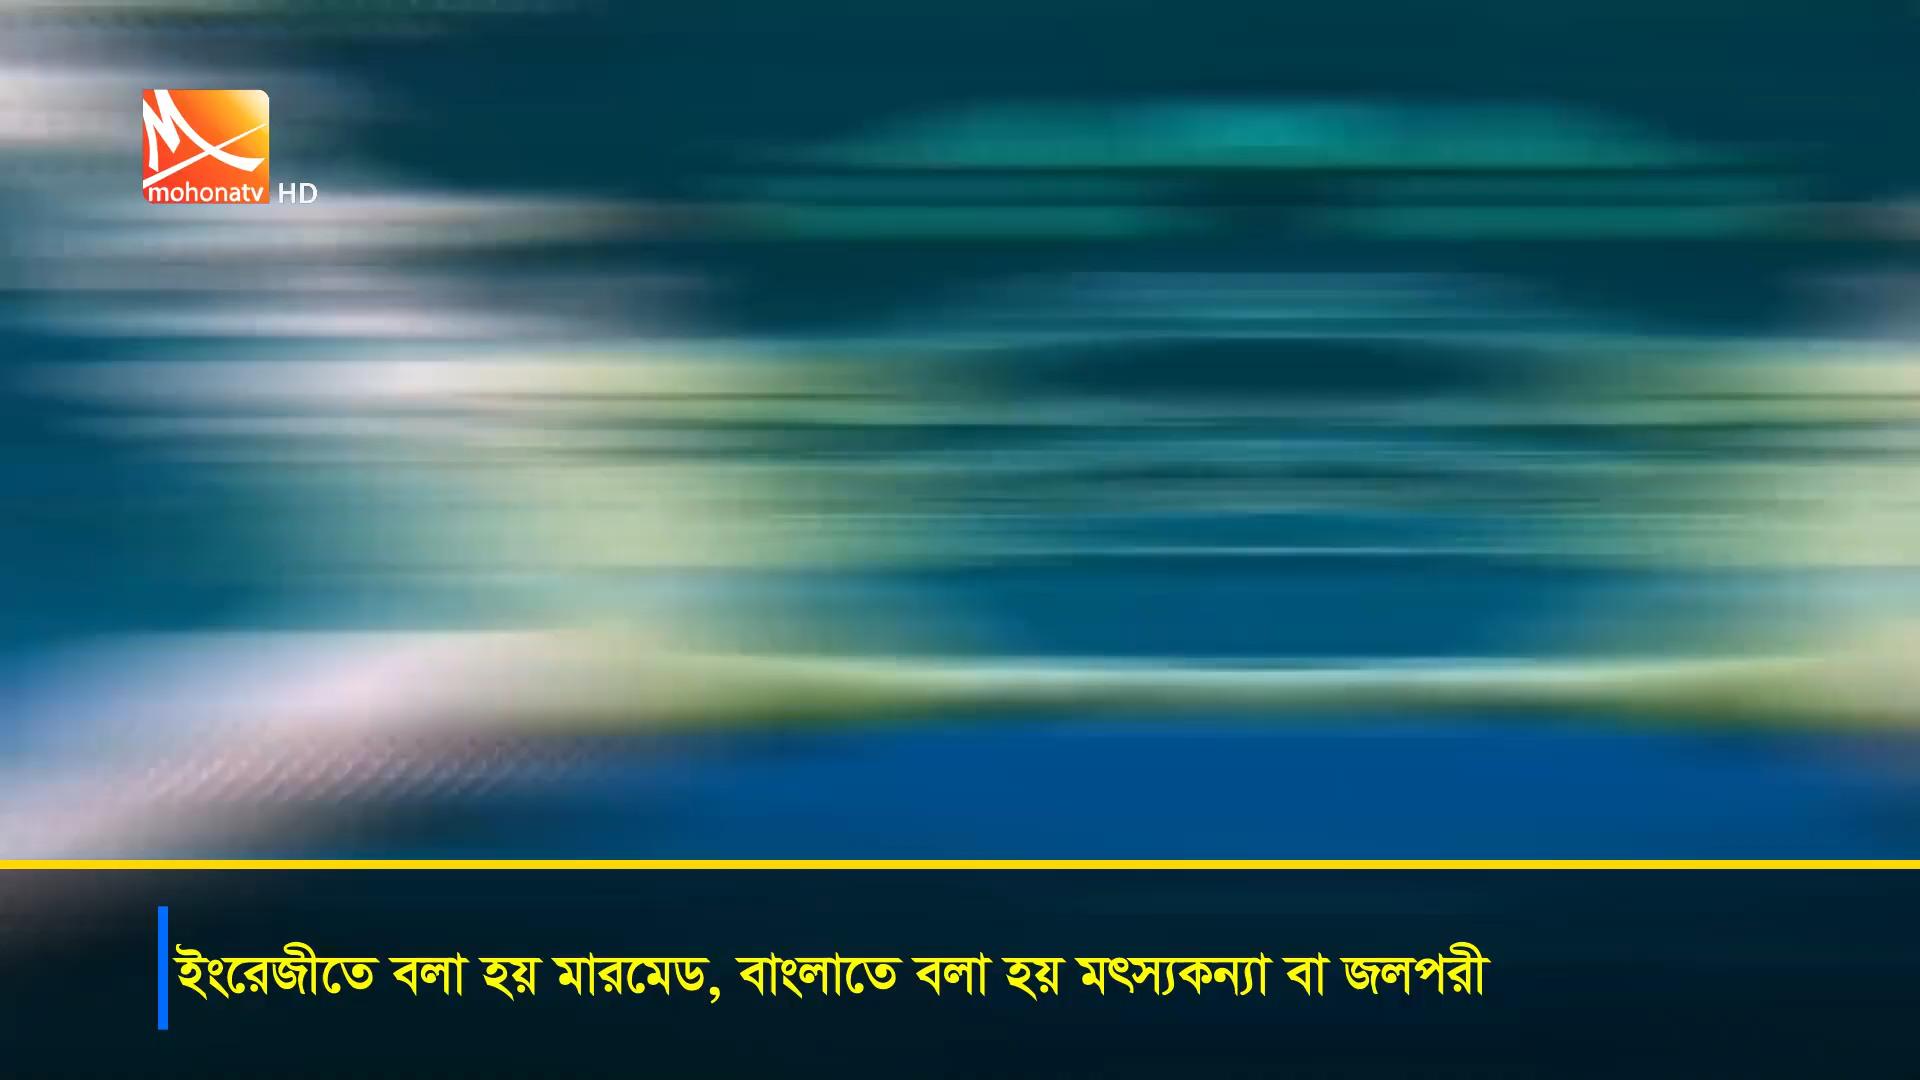 mohonatv HD
ইংরেজীতে বলা হয় মারমেড, বাংলাতে বলা হয় মৎস্যকন্যা বা জলপরী